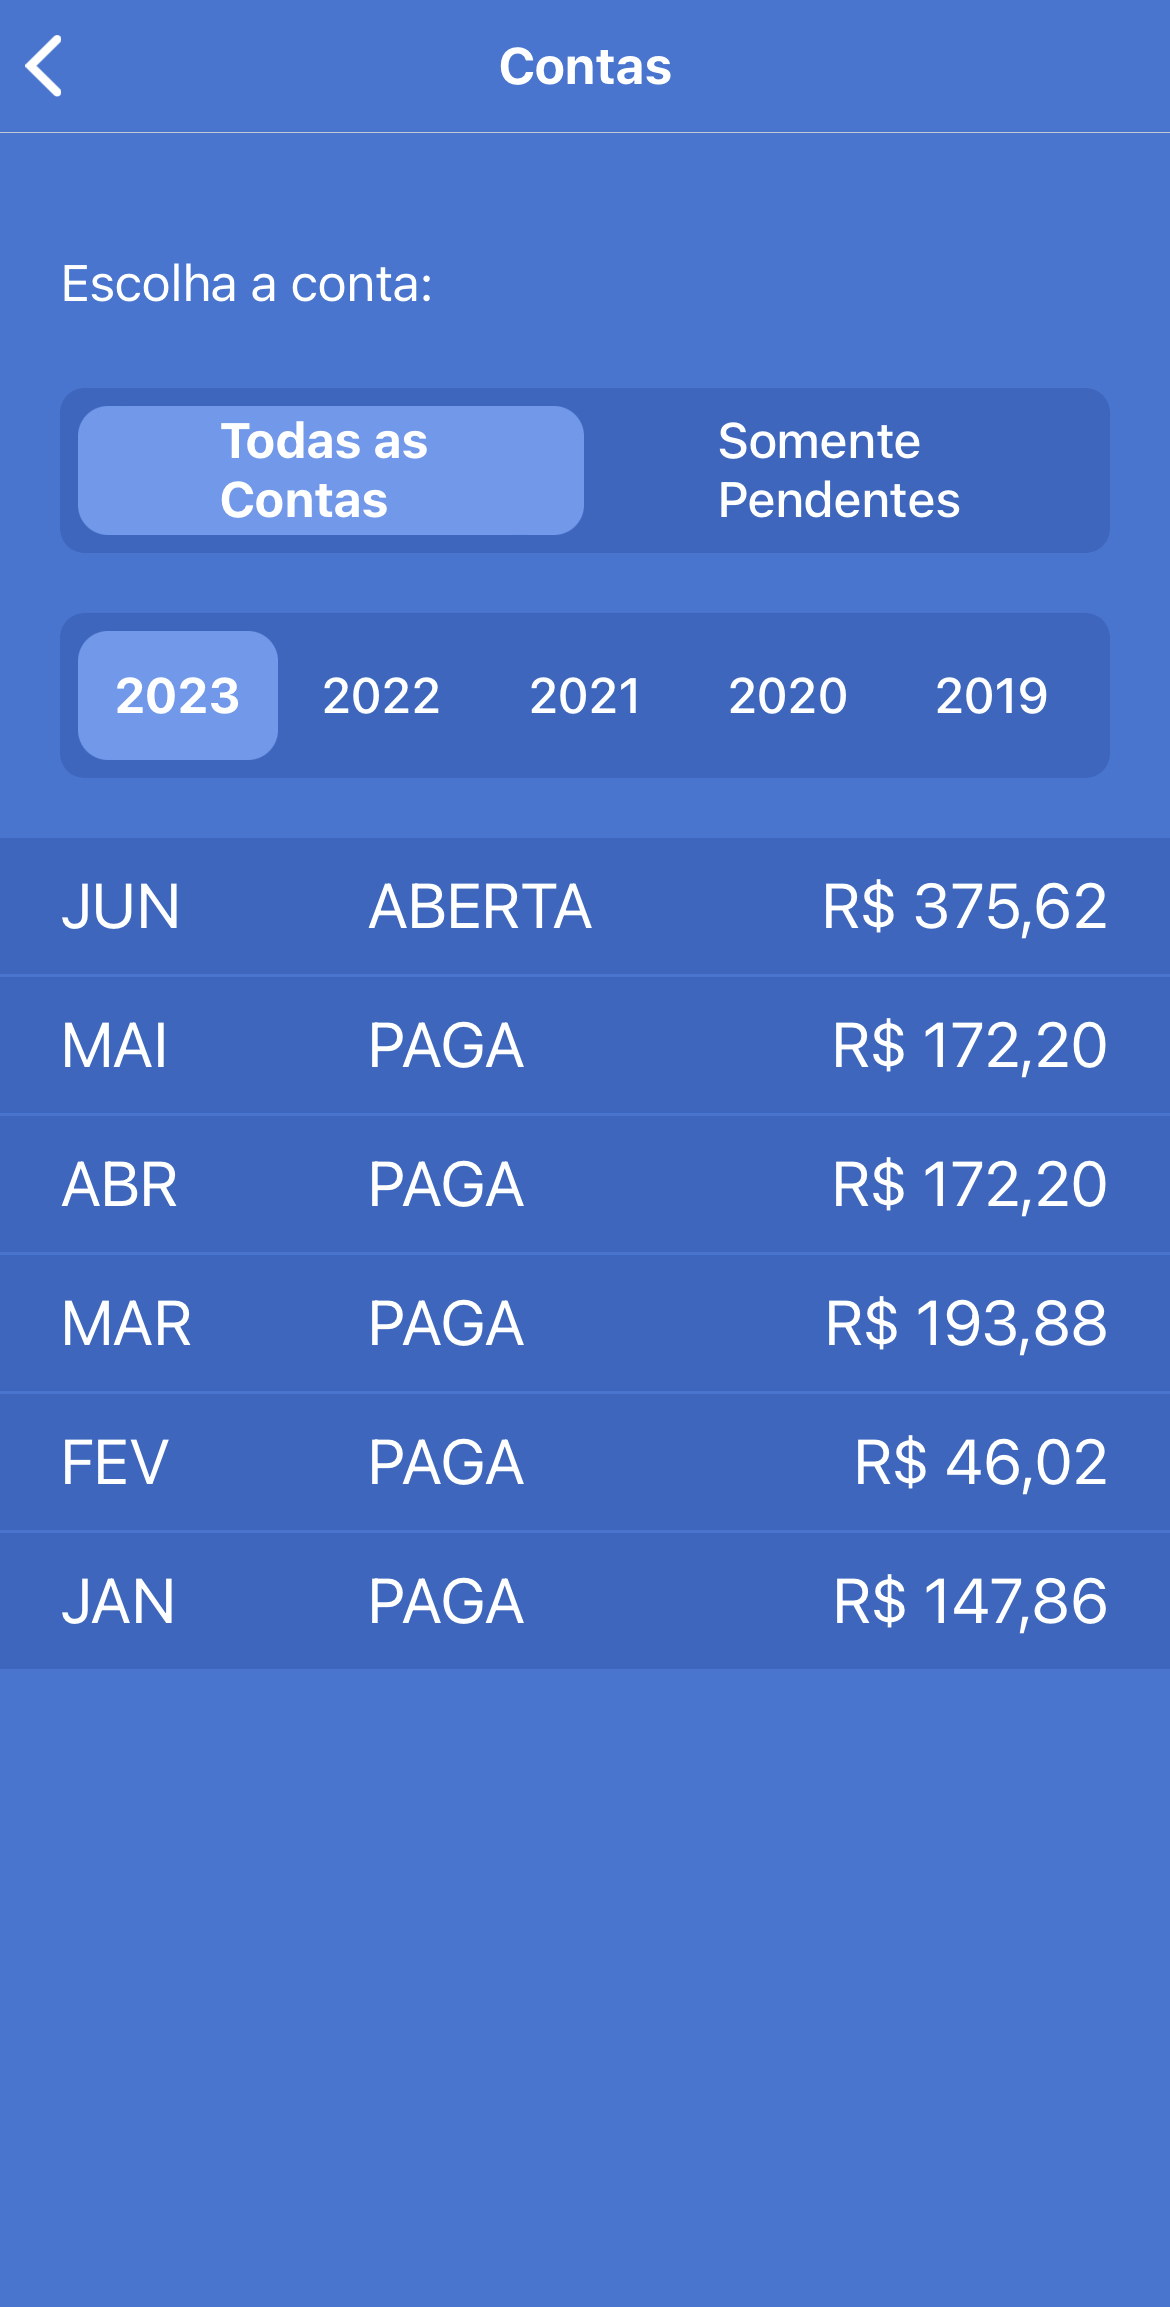 Contas
Escolha a conta:
Todas as
Contas
Somente
Pendentes
2023 2022 2021 2020 2019
JUN ABERTA R$ 375,62
MAI PAGA R$ 172,20
ABR PAGA R$ 172,20
MAR PAGA R$ 193,88
FEV PAGA R$ 46,02
JAN PAGA R$ 147,86